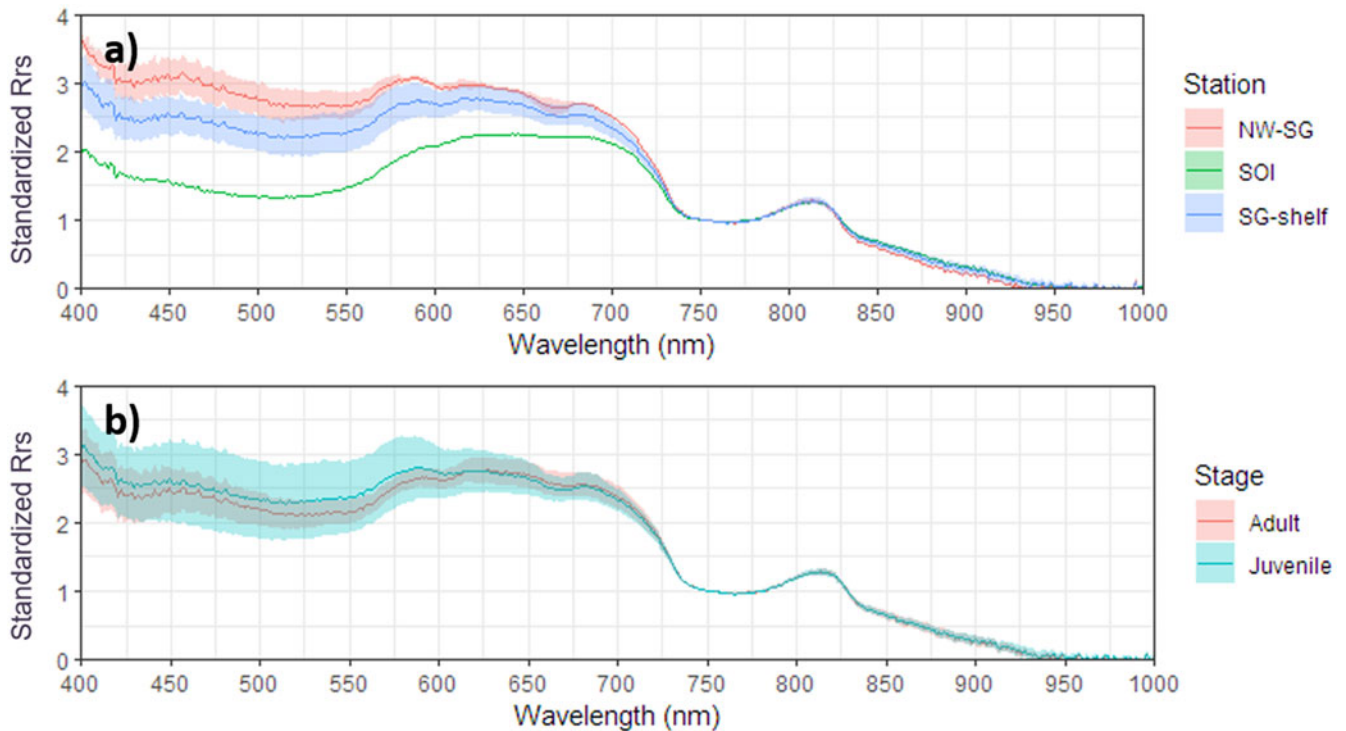 a)
Standardized Rrs
4
3
2
1
0
400 450 500 550 600 650 700 750 800 850 900 950 1000
Wavelength (nm)
Station
NW-SG
SOI
SG-shelf
b)
Standardized Rrs
4
3
2
1
0
400 450 500 550 600 650 700 750 800 850 900 950 1000
Wavelength (nm)
Stage
Adult
Juvenile